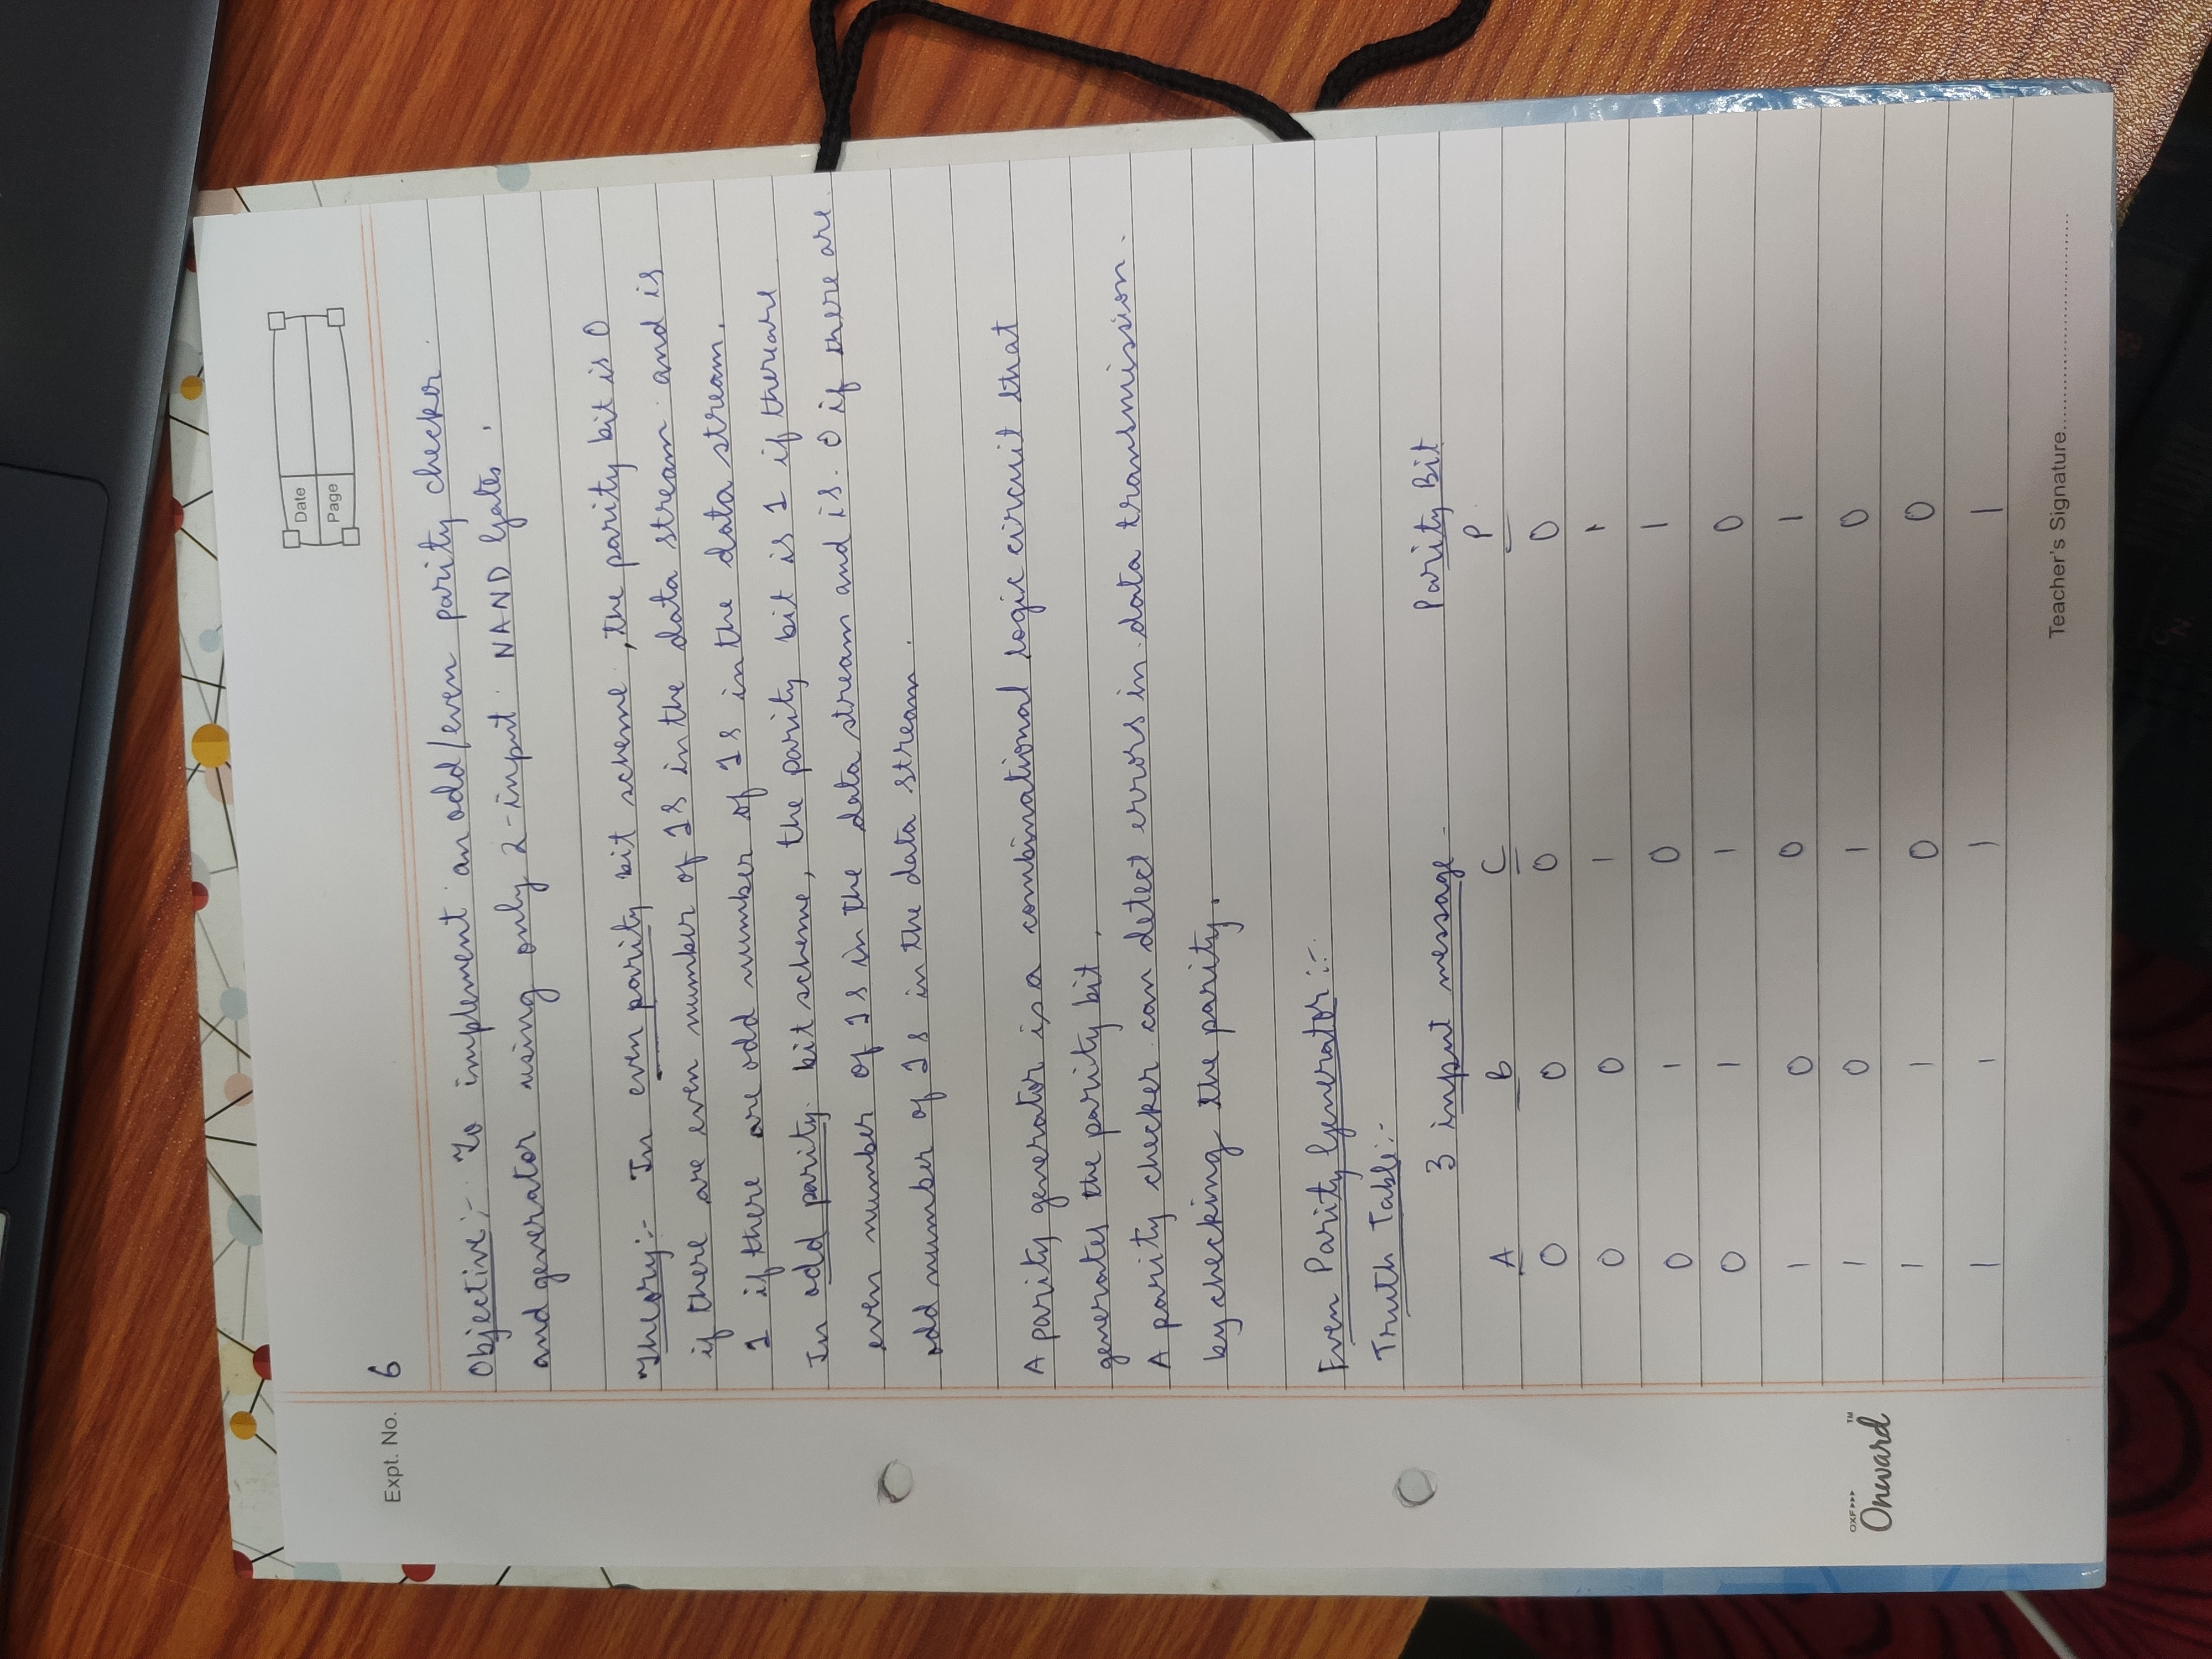 Date
Page
Expt. No. 6
Objective :- To implement an odd/even parity checker
and generator using only 2-input NAND Gates.
Theory :- In even parity bit scheme, the parity bit is 0
if there are even number of 1s in the data stream and is
1 if there are odd number of 1s in the data stream.
In odd parity bit scheme, the parity bit is 1 if there are
even number of 1s in the data stream and is 0 if there are
odd number of 1s in the data stream.
A parity generator is a combinational logic circuit that
generates the parity bit.
A parity checker can detect errors in data transmission
by checking the parity.
Even Parity Generator :-
Truth Table :-
3 input message Parity Bit
A B C P
0 0 0 0
0 0 1 1
0 1 0 1
0 1 1 0
1 0 0 1
1 0 1 0
1 1 0 0
1 1 1 1
OXF
Onward TM
Teacher's Signature..................................